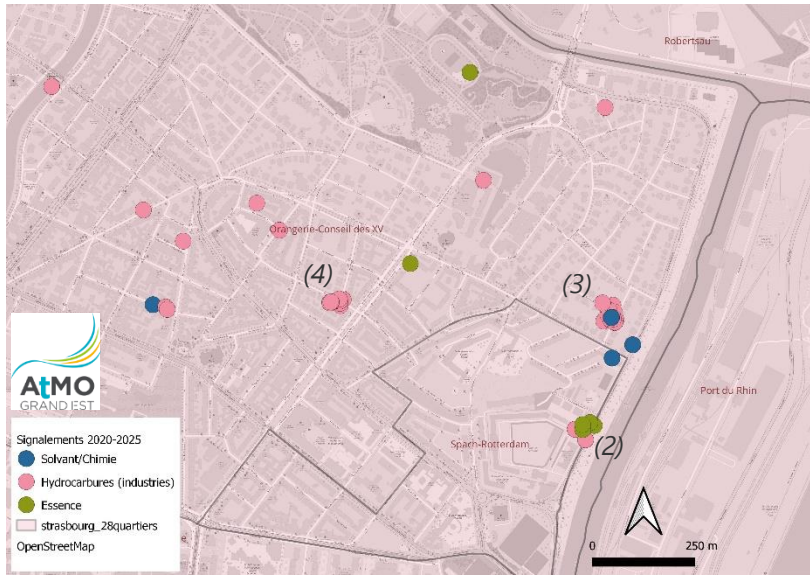 Robertsau
Orangerie-Conseil des XV
(4)
(3)
Port du Rhin
Spach-Rotterdam
(2)
AtMO
GRAND EST
Signalements 2020-2025
Solvant/Chimie
Hydrocarbures (industries)
Essence
strasbourg_28quartiers
OpenStreetMap
0 250 m